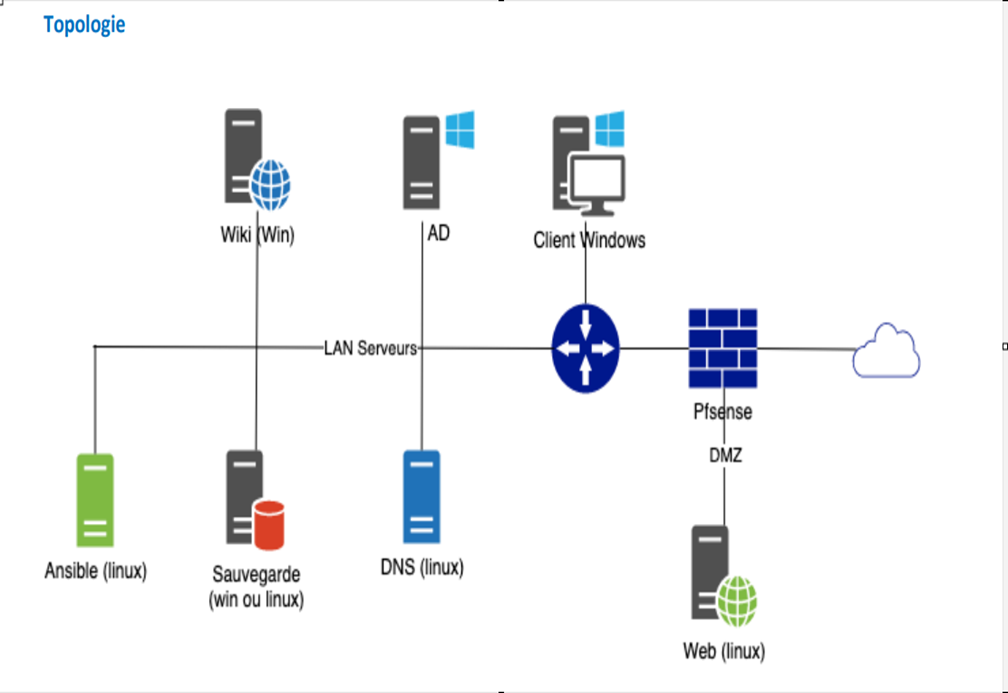 Topologie
Wiki (Win)
AD
Client Windows
LAN Serveurs
Pfsense
DMZ
Ansible (linux)
Sauvegarde
(win ou linux)
DNS (linux)
Web (linux)